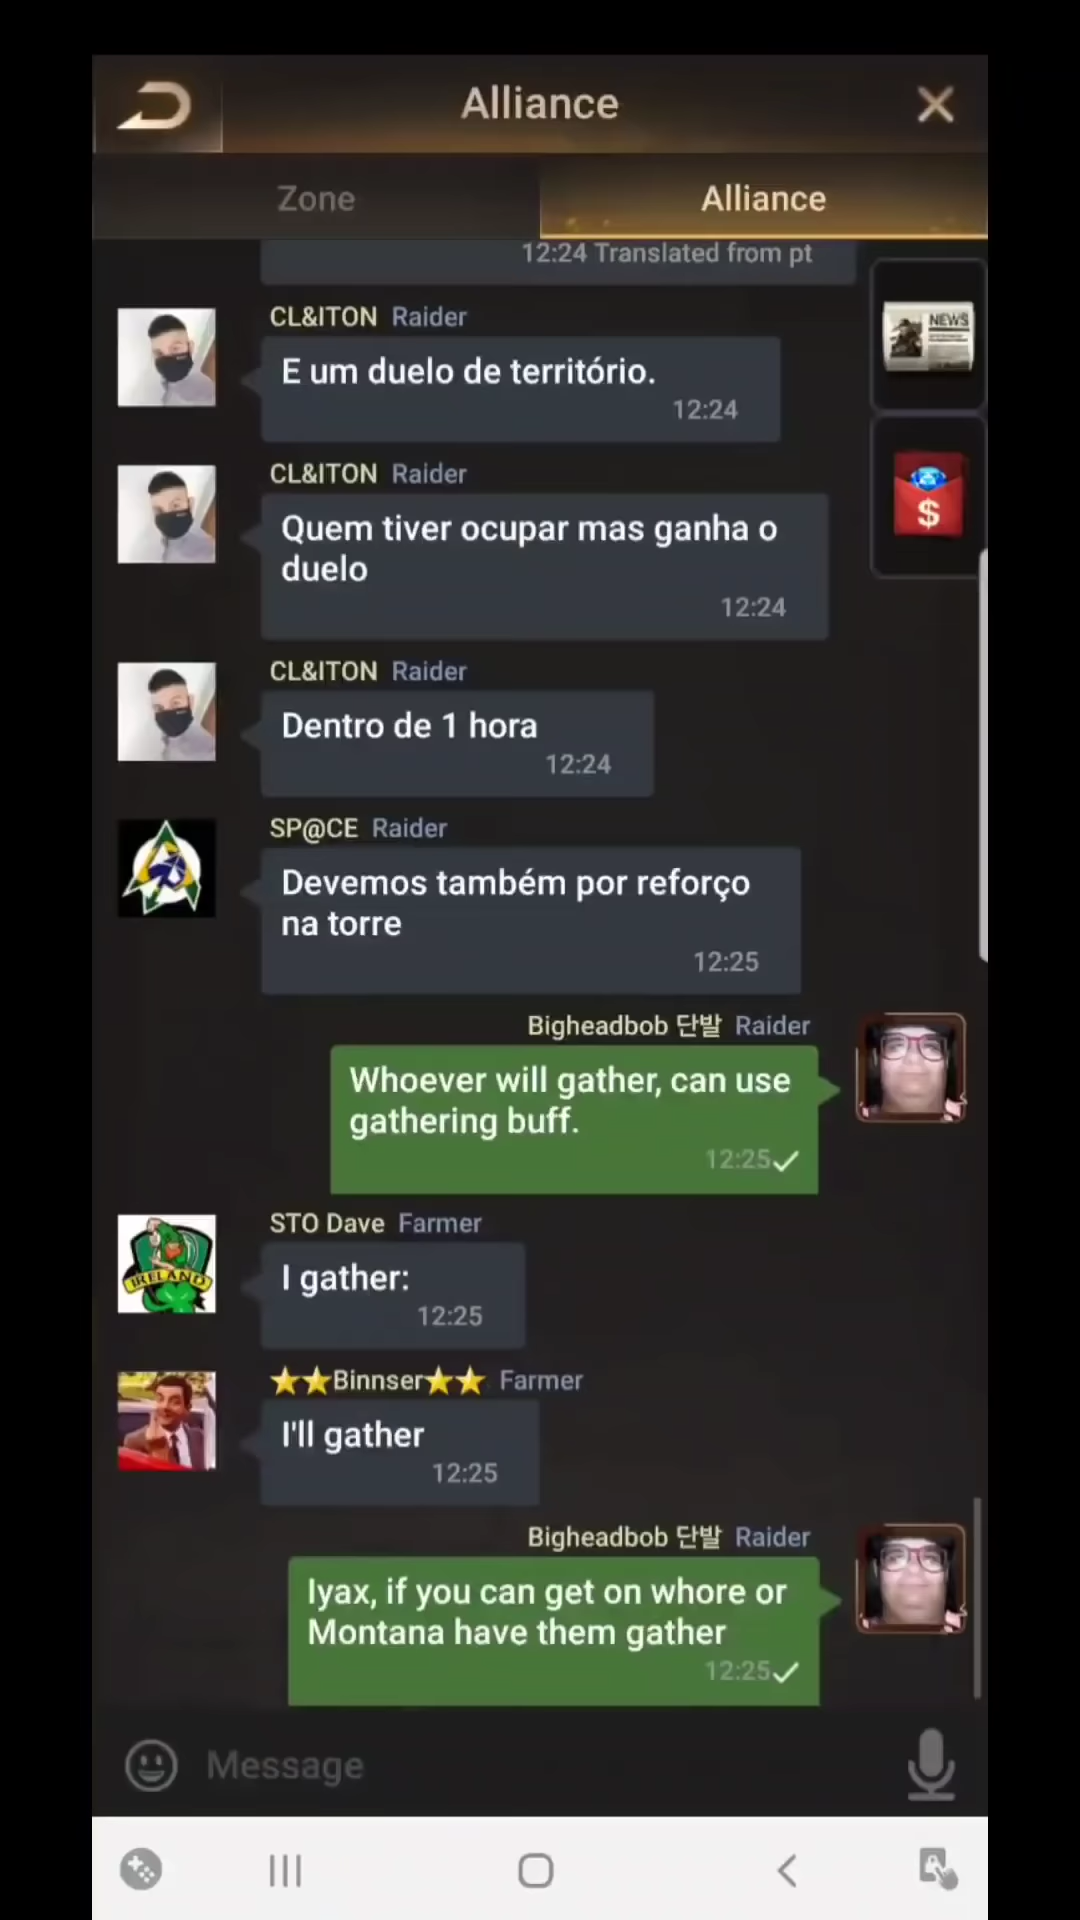 Alliance
Zone
Alliance
12:24 Translated from pt
NEWS
CL&ITON Raider
E um duelo de território.
12:24
CL&ITON Raider
Quem tiver ocupar mas ganha o
duelo
12:24
$
CL&ITON Raider
Dentro de 1 hora
12:24
SP@CE Raider
Devemos também por reforço
na torre
12:25
Bigheadbob 단발 Raider
Whoever will gather, can use
gathering buff.
12:25
STO Dave Farmer
I gather:
12:25
IRELAND
⭐⭐Binnser⭐⭐ Farmer
I'll gather
12:25
Bigheadbob 단발 Raider
Iyax, if you can get on whore or
Montana have them gather
12:25
Message